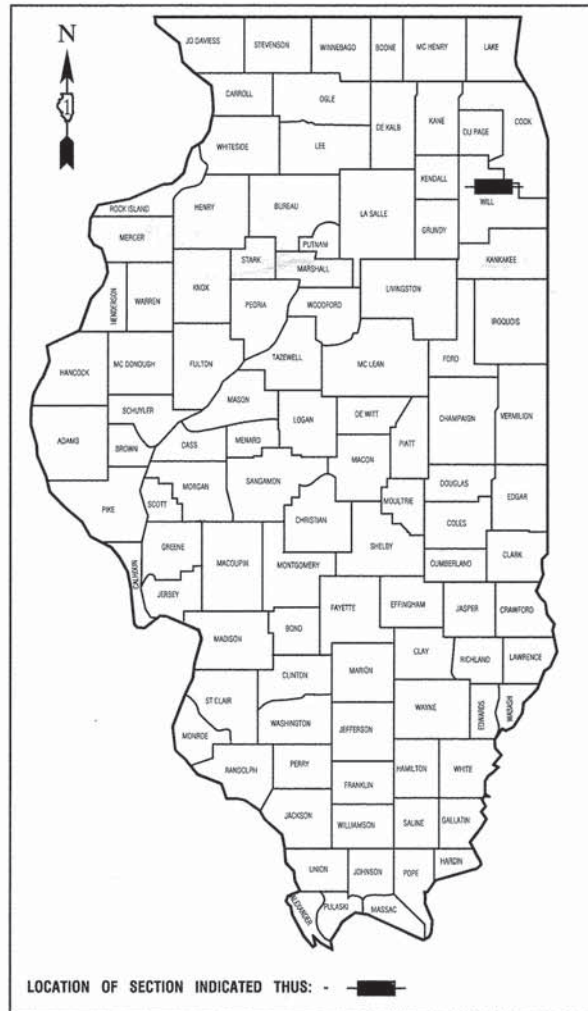 N
JO DAVIESS
STEVENSON
WINNEBAGO
BOONE
MC HENRY
LAKE
CARROLL
OGLE
DE KALB
KANE
COOK
DU PAGE
WHITESIDE
LEE
KENDALL
WILL
ROCK ISLAND
HENRY
BUREAU
LA SALLE
GRUNDY
MERCER
PUTNAM
STARK
MARSHALL
KANKAKEE
HENDERSON
WARREN
KNOX
PEORIA
WOODFORD
LIVINGSTON
IROQUOIS
HANCOCK
MC DONOUGH
FULTON
TAZEWELL
MC LEAN
FORD
SCHUYLER
MASON
LOGAN
DE WITT
CHAMPAIGN
VERMILION
ADAMS
BROWN
CASS
MENARD
MACON
PIATT
PIKE
SCOTT
MORGAN
SANGAMON
CHRISTIAN
MOULTRIE
DOUGLAS
EDGAR
COLES
GREENE
MACOUPIN
MONTGOMERY
SHELBY
CUMBERLAND
CLARK
CALHOUN
JERSEY
FAYETTE
EFFINGHAM
JASPER
CRAWFORD
MADISON
BOND
CLAY
RICHLAND
LAWRENCE
CLINTON
MARION
ST CLAIR
WASHINGTON
JEFFERSON
WAYNE
EDWARDS
WABASH
MONROE
RANDOLPH
PERRY
FRANKLIN
HAMILTON
WHITE
JACKSON
WILLIAMSON
SALINE
GALLATIN
UNION
JOHNSON
POPE
HARDIN
ALEXANDER
PULASKI
MASSAC
LOCATION OF SECTION INDICATED THUS: -